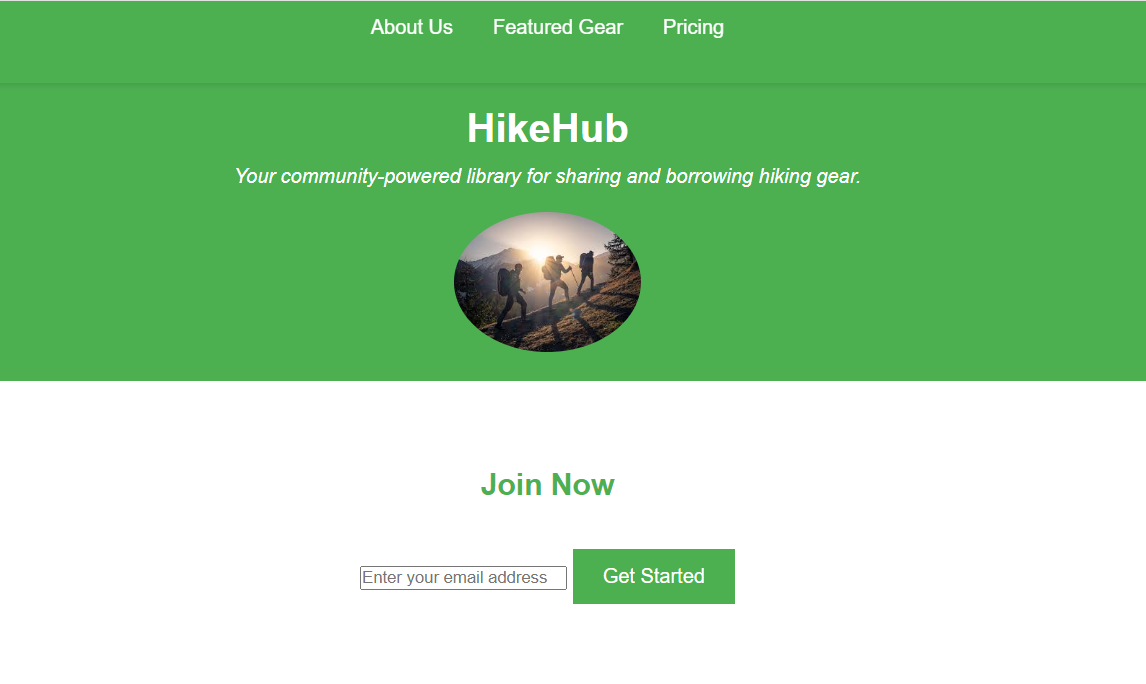 About Us Featured Gear Pricing
HikeHub
Your community-powered library for sharing and borrowing hiking gear.
Join Now
Enter your email address Get Started